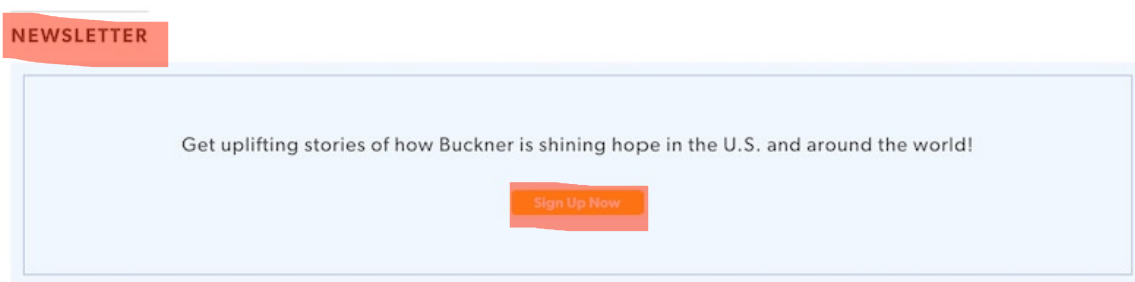 NEWSLETTER
Get uplifting stories of how Buckner is shining hope in the U.S. and around the world!
Sign Up Now